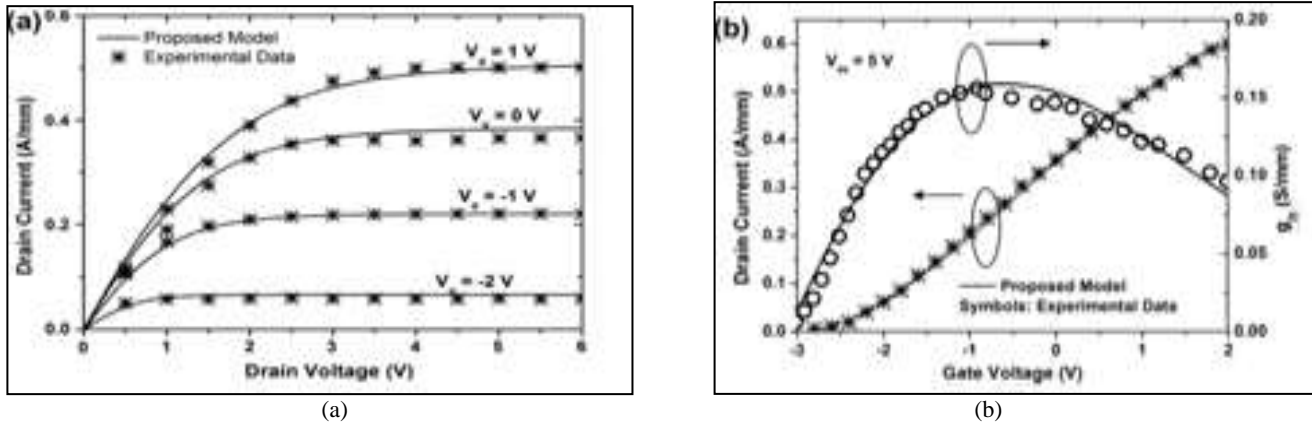 (a)
0.6
0.4
0.2
0.0
Drain Current (A/mm)
Proposed Model
Experimental Data
= 1 V
= 0 V
= -1 V
= -2 V
0 1 2 3 4 5 6
Drain Voltage (V)
(a)
(b)
0.6
0.5
0.4
0.3
0.2
0.1
0.0
Drain Current (A/mm)
= 5 V
Proposed Model
Symbols: Experimental Data
0.20
0.15
0.10
0.05
0.00
(S/mm)
-3 -2 -1 0 1 2
Gate Voltage (V)
(b)